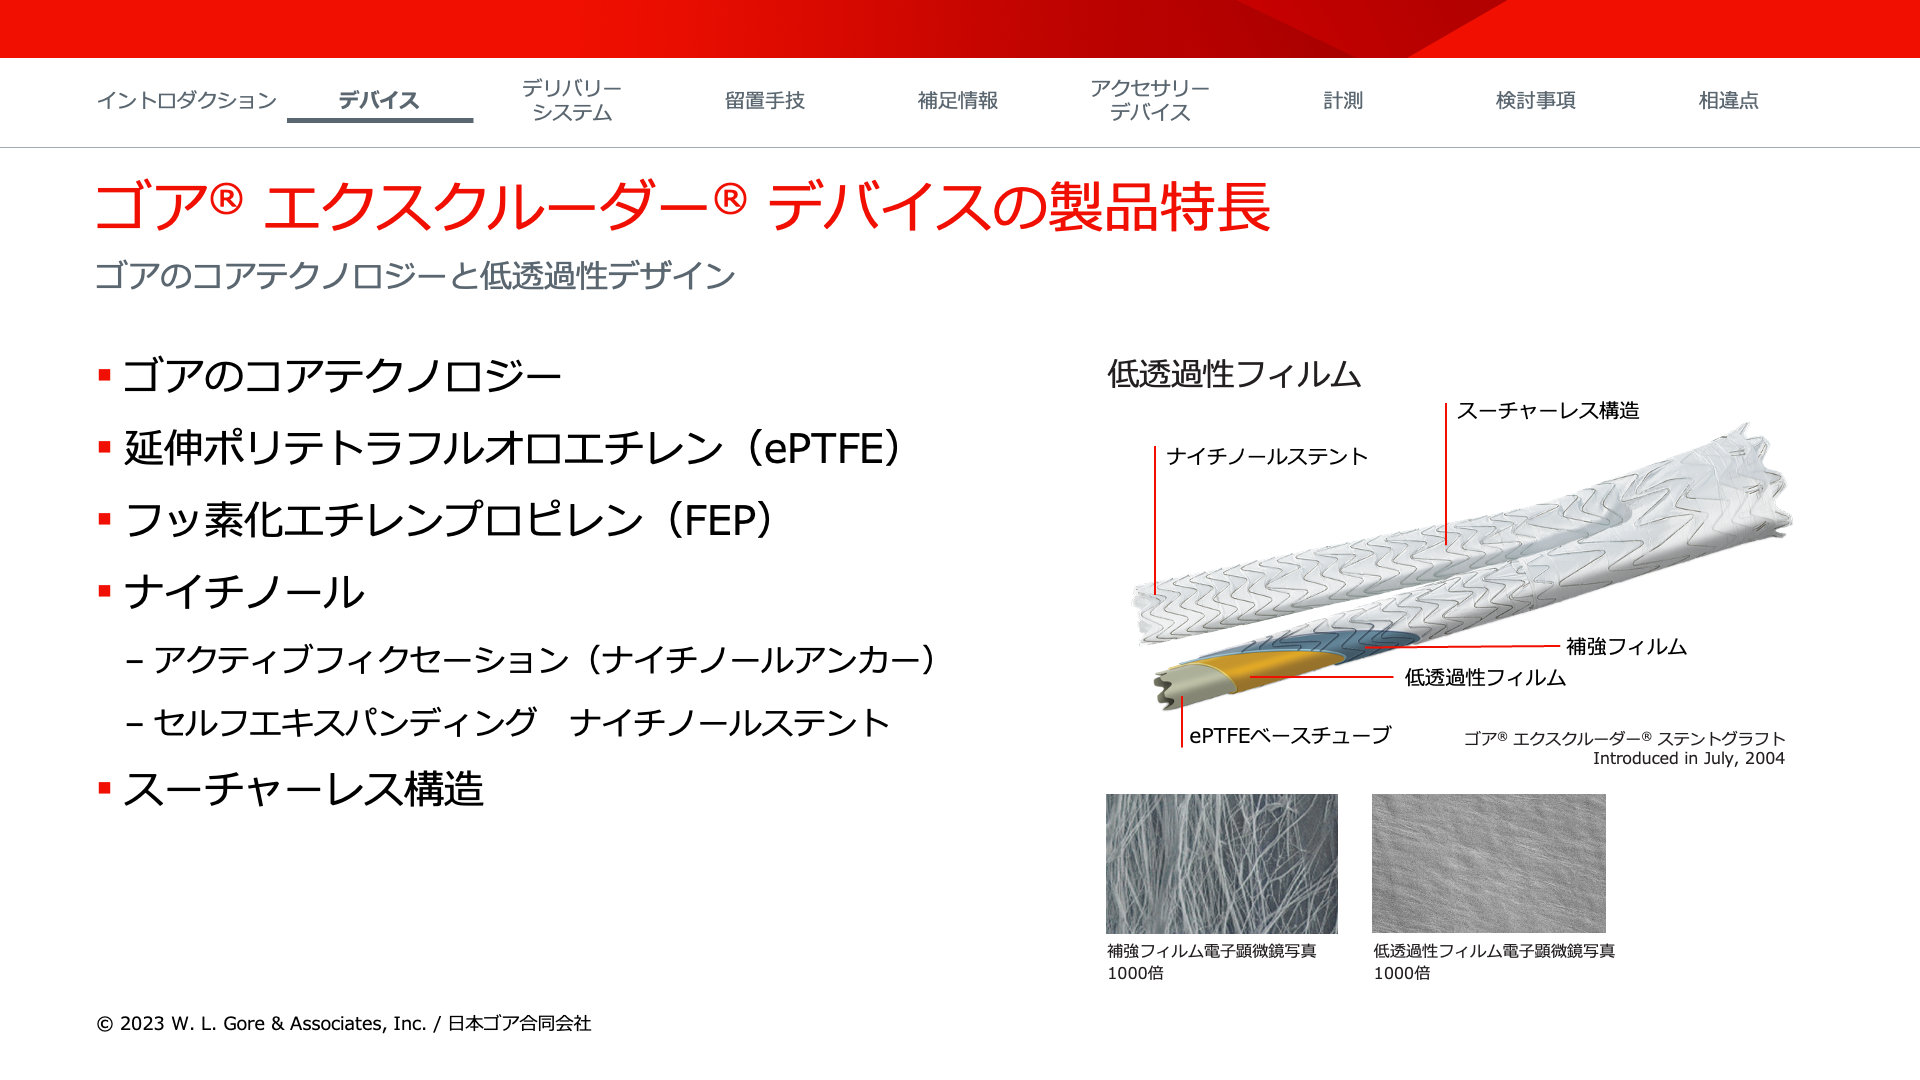 イントロダクション
デバイス
デリバリー
システム
留置手技
補足情報
アクセサリー
デバイス
計測
検討事項
相違点
ゴア® エクスクルーダー® デバイスの製品特長
ゴアのコアテクノロジーと低透過性デザイン
▪ ゴアのコアテクノロジー
▪ 延伸ポリテトラフルオロエチレン（ePTFE）
▪ フッ素化エチレンプロピレン（FEP）
▪ ナイチノール
– アクティブフィクセーション（ナイチノールアンカー）
– セルフエキスパンディング　ナイチノールステント
▪ スーチャーレス構造
低透過性フィルム
スーチャーレス構造
ナイチノールステント
補強フィルム
低透過性フィルム
ePTFEベースチューブ
ゴア® エクスクルーダー® ステントグラフト
Introduced in July, 2004
補強フィルム電子顕微鏡写真
1000倍
低透過性フィルム電子顕微鏡写真
1000倍
© 2023 W. L. Gore & Associates, Inc. / 日本ゴア合同会社